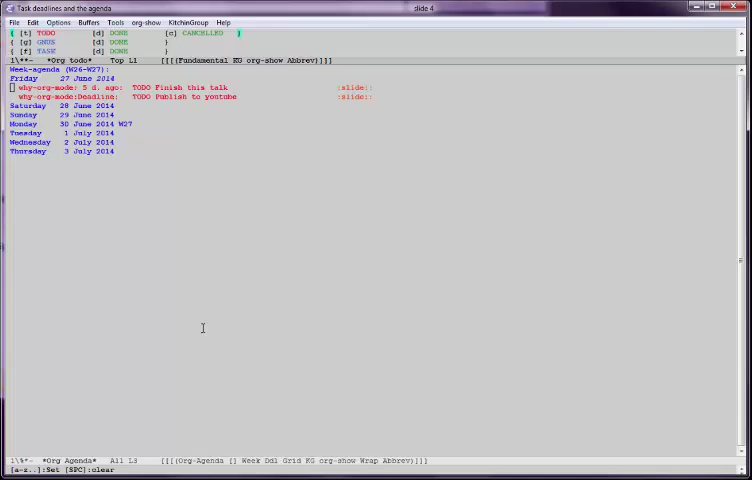 Task deadlines and the agenda slide 4
File Edit Options Buffers Tools org-show KitchinGroup Help
{ [t] TODO [d] DONE [c] CANCELLED }
{ [g] GNUS [d] DONE }
{ [f] TASK [d] DONE }
1\**- *Org todo* Top L1 [[[(Fundamental KG org-show Abbrev)]]]
Week-agenda (W26-W27):
Friday 27 June 2014
why-org-mode: 5 d. ago: TODO Finish this talk :slide::
why-org-mode:Deadline: TODO Publish to youtube :slide::
Saturday 28 June 2014
Sunday 29 June 2014
Monday 30 June 2014 W27
Tuesday 1 July 2014
Wednesday 2 July 2014
Thursday 3 July 2014
1\%*- *Org Agenda* All L3 [[[(Org-Agenda [] Week Ddl Grid KG org-show Wrap Abbrev)]]]
[a-z..]:Set [SPC]:clear